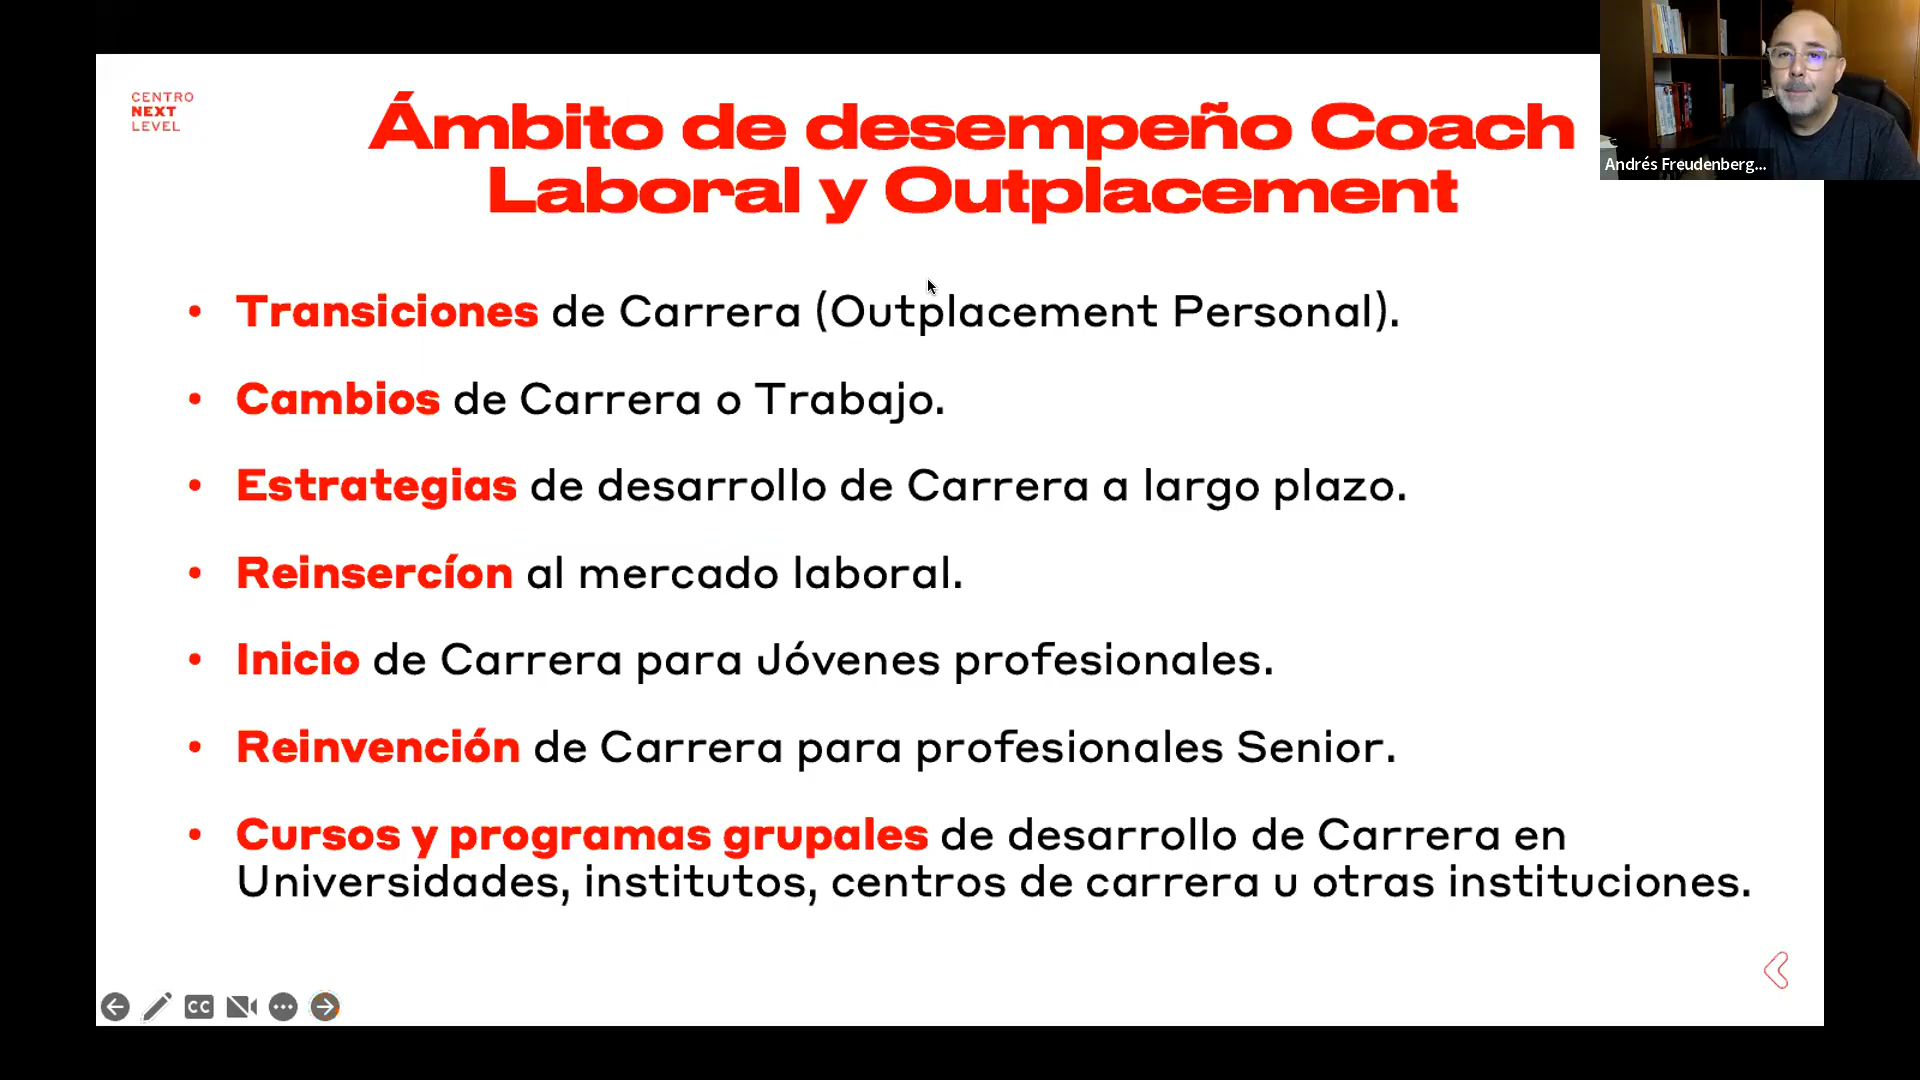 CENTRO
NEXT
LEVEL
Ámbito de desempeño Coach
Laboral y Outplacement
Andrés Freudenberg...
• Transiciones de Carrera (Outplacement Personal).
• Cambios de Carrera o Trabajo.
• Estrategias de desarrollo de Carrera a largo plazo.
• Reinsercíon al mercado laboral.
• Inicio de Carrera para Jóvenes profesionales.
• Reinvención de Carrera para profesionales Senior.
• Cursos y programas grupales de desarrollo de Carrera en
Universidades, institutos, centros de carrera u otras instituciones.
CC